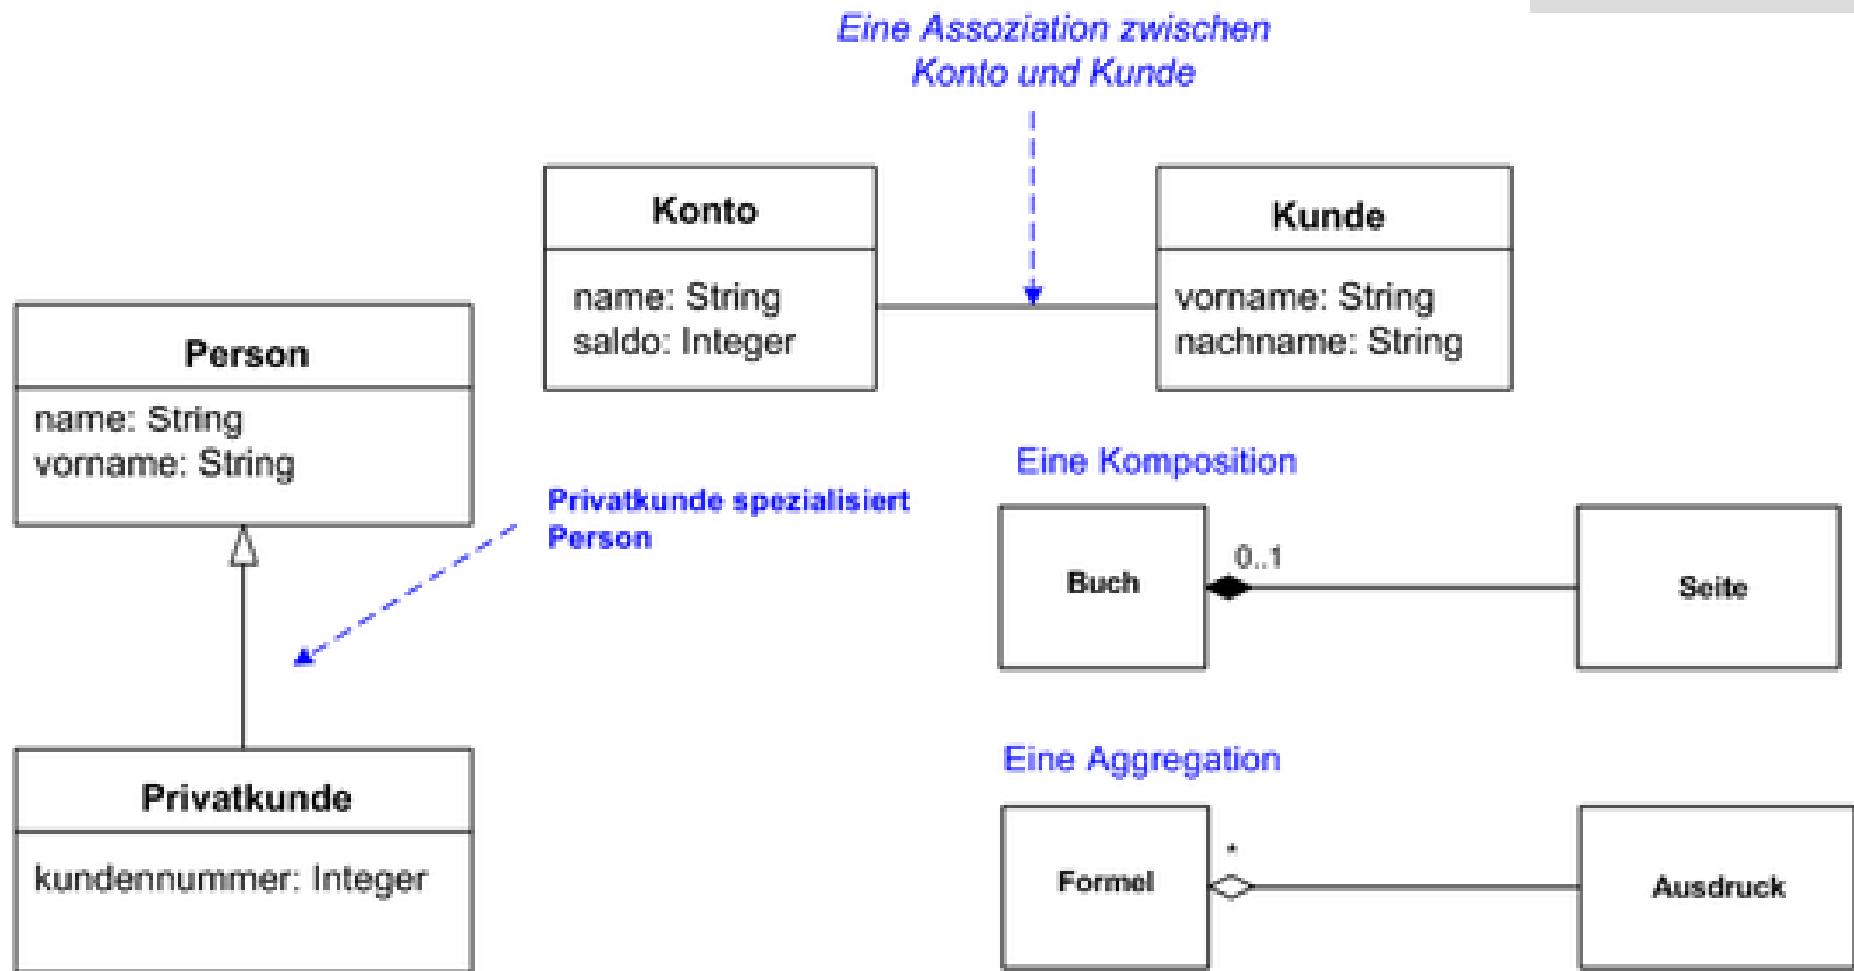 Eine Assoziation zwischen
Konto und Kunde
Konto
name: String
saldo: Integer
Kunde
vorname: String
nachname: String
Person
name: String
vorname: String
Privatkunde spezialisiert
Person
Privatkunde
kundennummer: Integer
Eine Komposition
Buch
0..1
Seite
Eine Aggregation
Formel
*
Ausdruck